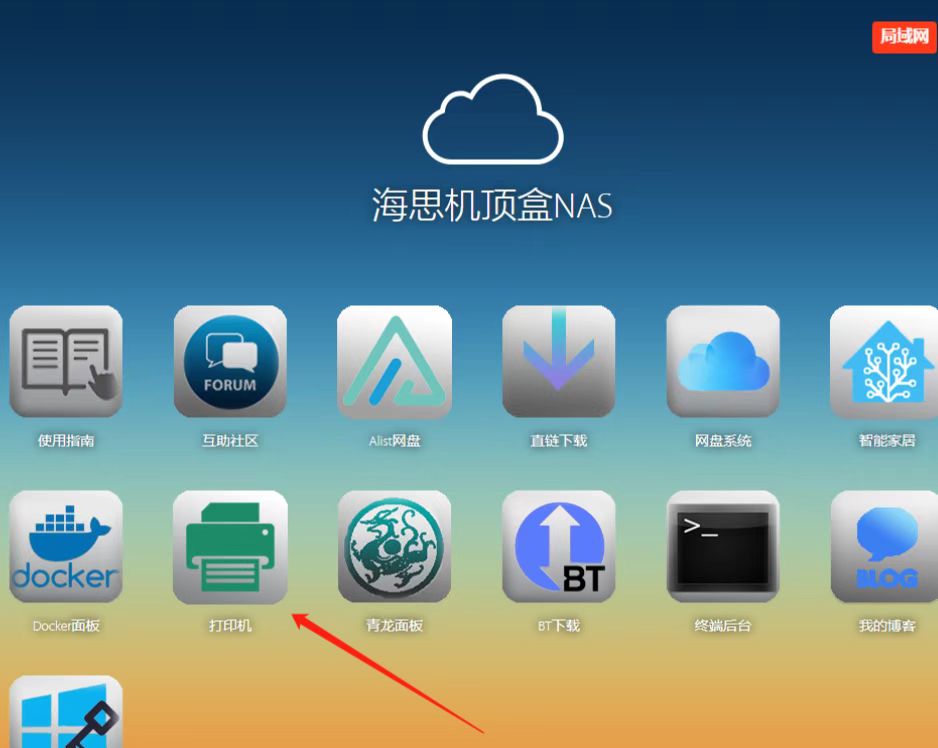 局域网
海思机顶盒NAS
FORUM
使用指南
互助社区
Alist网盘
直链下载
网盘系统
智能家居
docker
BT
>_
BLOG
Docker面板
打印机
青龙面板
BT下载
终端后台
我的博客